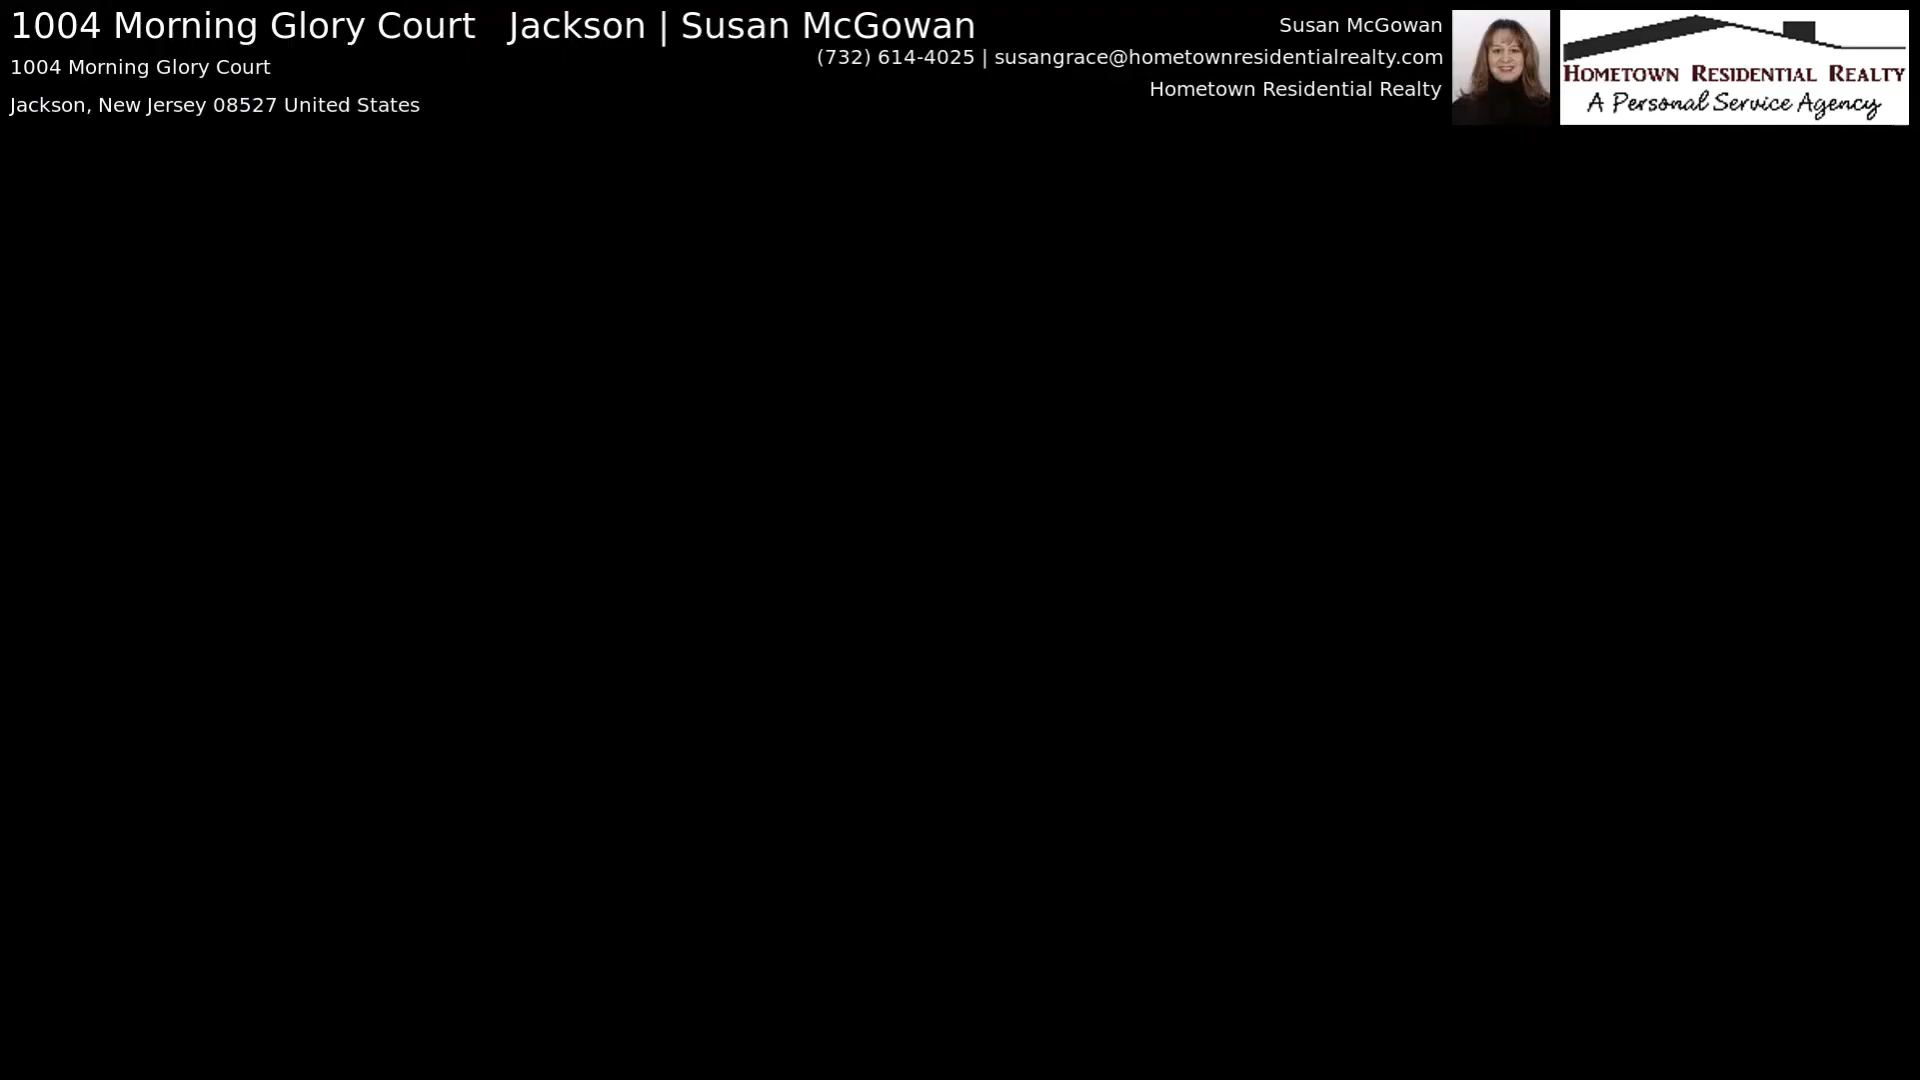 1004 Morning Glory Court   Jackson | Susan McGowan
1004 Morning Glory Court
Jackson, New Jersey 08527 United States
Susan McGowan
(732) 614-4025 | susangrace@hometownresidentialrealty.com
Hometown Residential Realty
HOMETOWN RESIDENTIAL REALTY
A Personal Service Agency